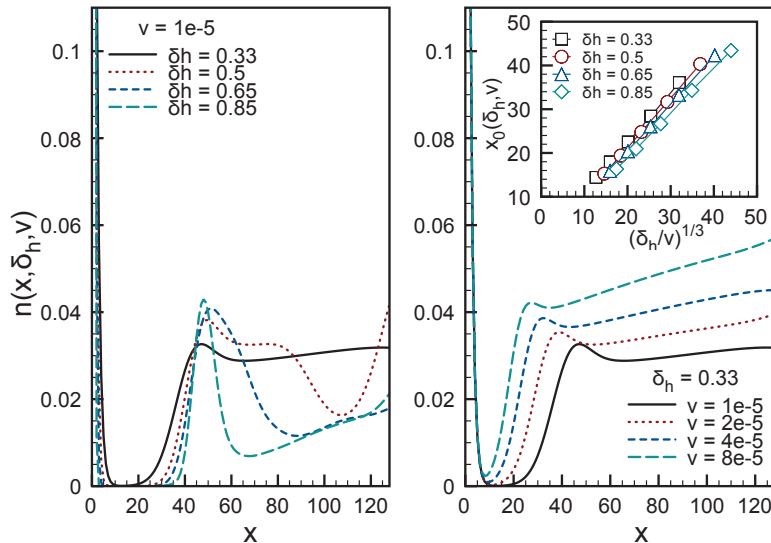 n(x,δh,v)
0.1
0.08
0.06
0.04
0.02
0
v = 1e-5
δh = 0.33
δh = 0.5
δh = 0.65
δh = 0.85
0 20 40 60 80 100 120
x
0.1
0.08
0.06
0.04
0.02
0
x₀(δh,v)
50
40
30
20
10
δh = 0.33
δh = 0.5
δh = 0.65
δh = 0.85
0 10 20 30 40 50
(δh/v)^1/3
δh = 0.33
v = 1e-5
v = 2e-5
v = 4e-5
v = 8e-5
0 20 40 60 80 100 120
x